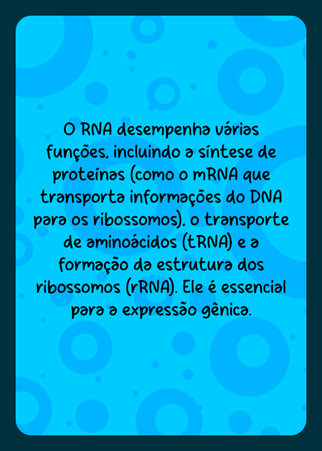 O RNA desempenha várias
funções, incluindo a síntese de
proteínas (como o mRNA que
transporta informações do DNA
para os ribossomos), o transporte
de aminoácidos (tRNA) e a
formação da estrutura dos
ribossomos (rRNA). Ele é essencial
para a expressão gênica.